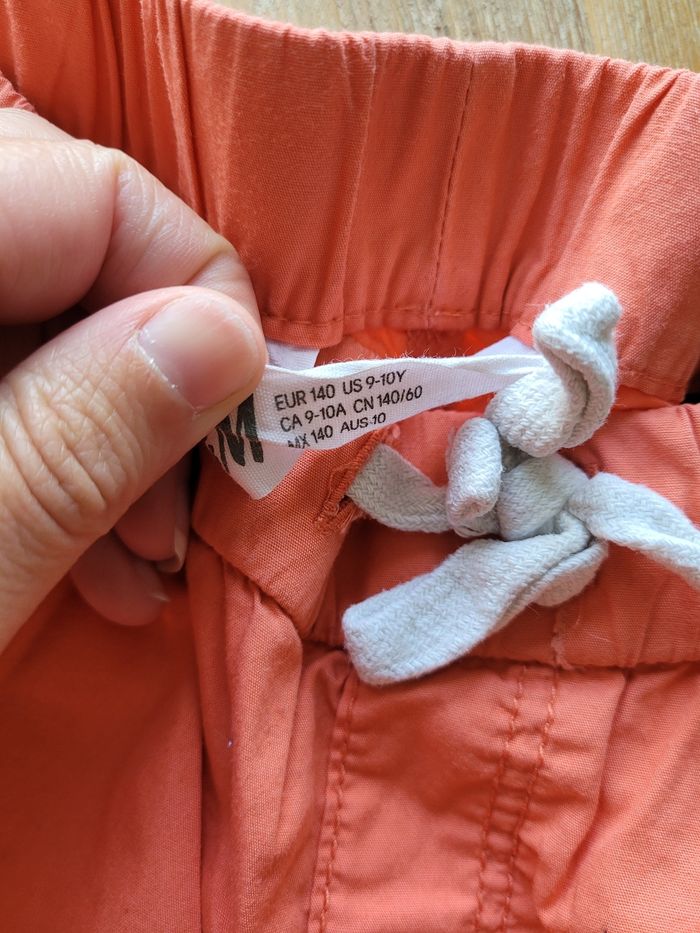 EUR 140 US 9-10Y
CA 9-10A CN 140/60
MX 140 AUS 10
M